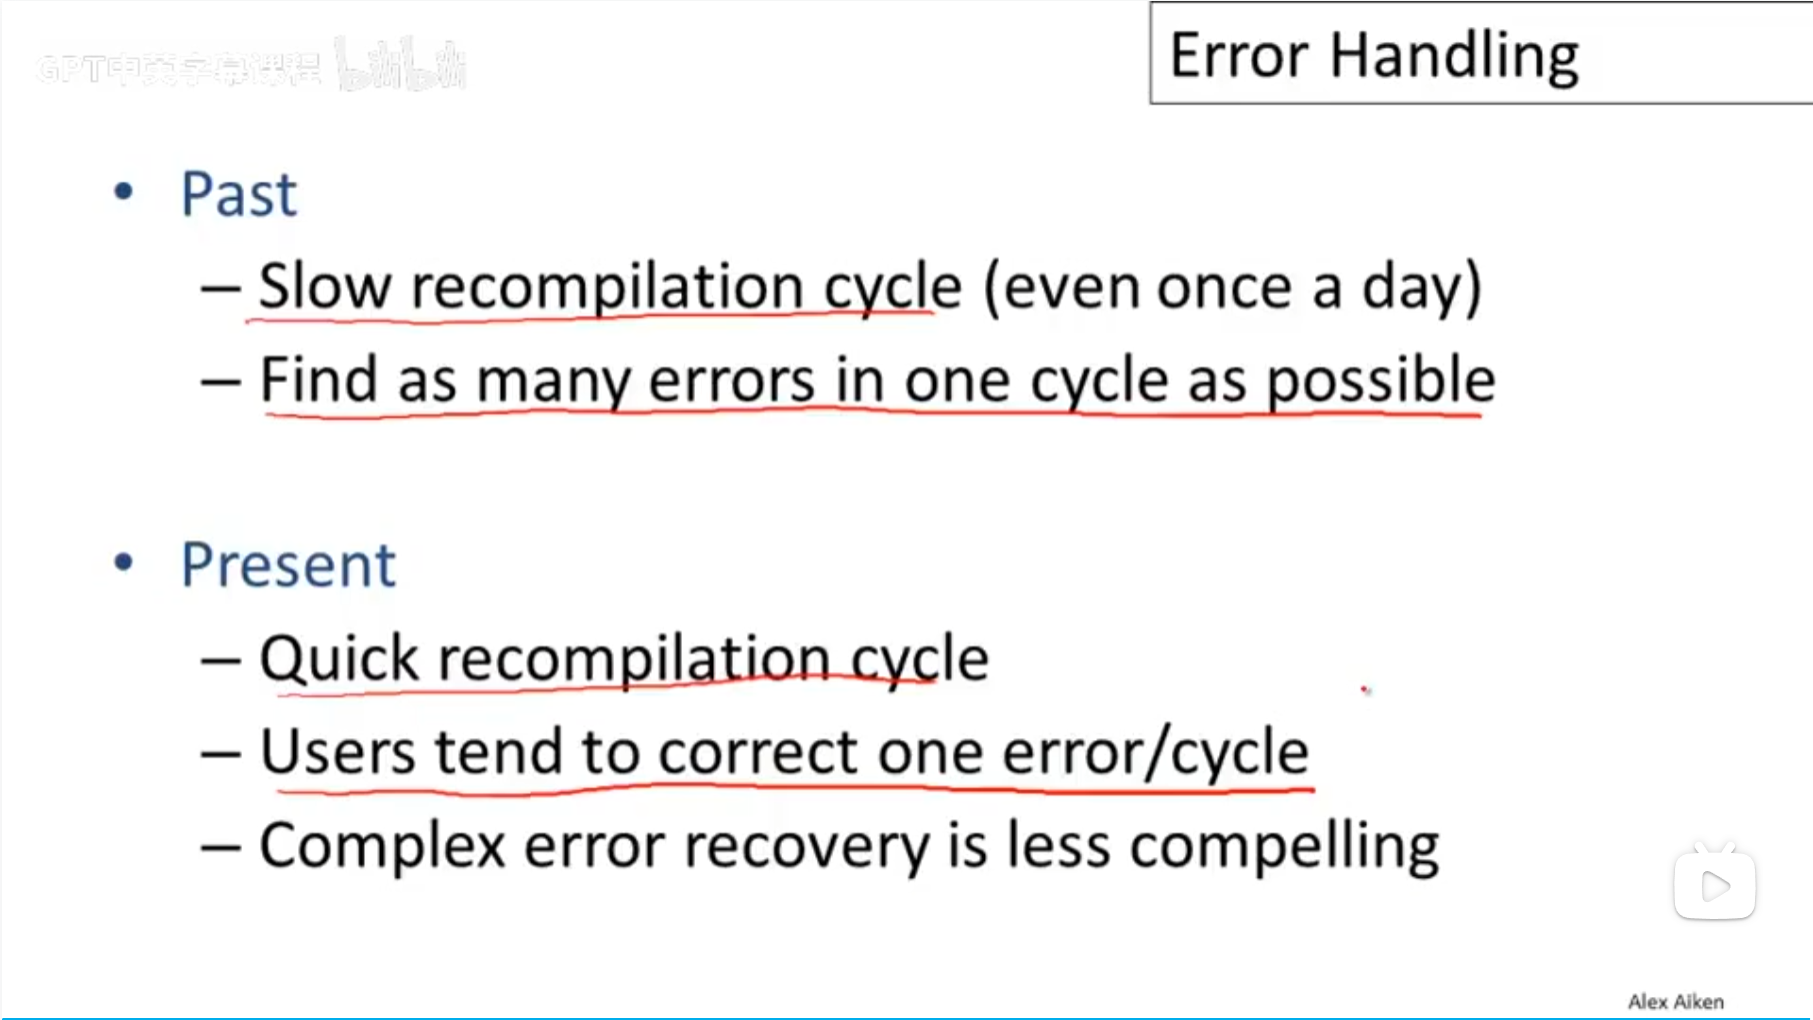 GPT中英字幕课程 bilibili
Error Handling
• Past
– Slow recompilation cycle (even once a day)
– Find as many errors in one cycle as possible
• Present
– Quick recompilation cycle
– Users tend to correct one error/cycle
– Complex error recovery is less compelling
Alex Aiken